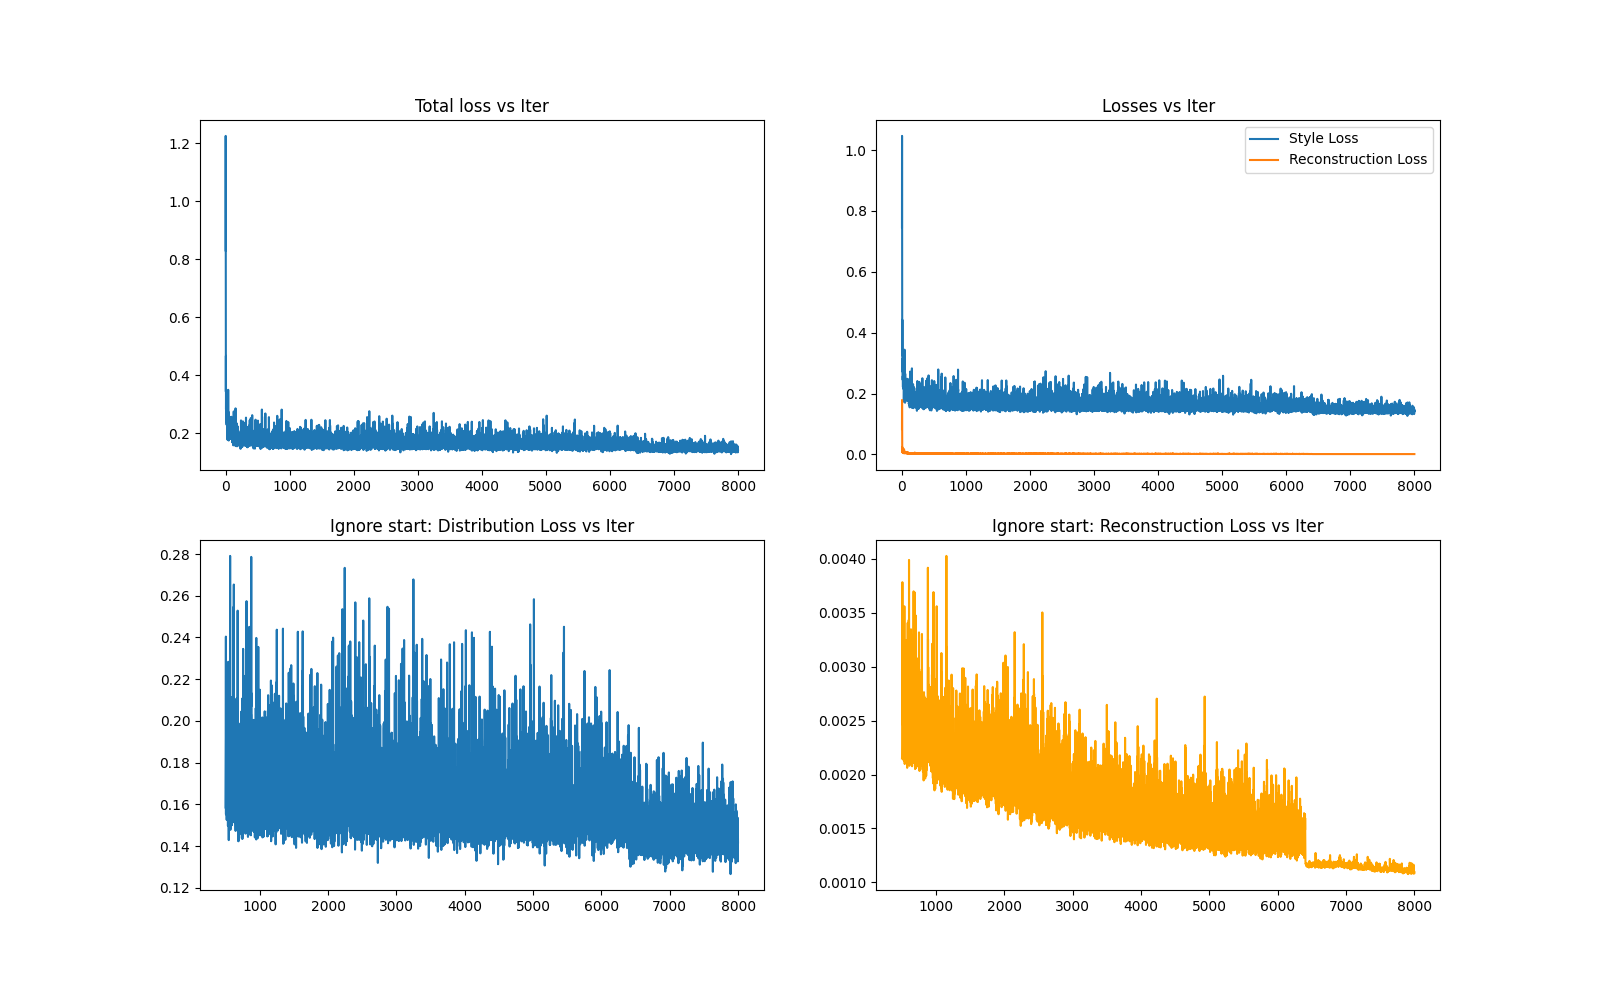 Total loss vs Iter
1.2
1.0
0.8
0.6
0.4
0.2
0 1000 2000 3000 4000 5000 6000 7000 8000
Losses vs Iter
Style Loss
Reconstruction Loss
1.0
0.8
0.6
0.4
0.2
0.0
0 1000 2000 3000 4000 5000 6000 7000 8000
Ignore start: Distribution Loss vs Iter
0.28
0.26
0.24
0.22
0.20
0.18
0.16
0.14
0.12
1000 2000 3000 4000 5000 6000 7000 8000
Ignore start: Reconstruction Loss vs Iter
0.0040
0.0035
0.0030
0.0025
0.0020
0.0015
0.0010
1000 2000 3000 4000 5000 6000 7000 8000